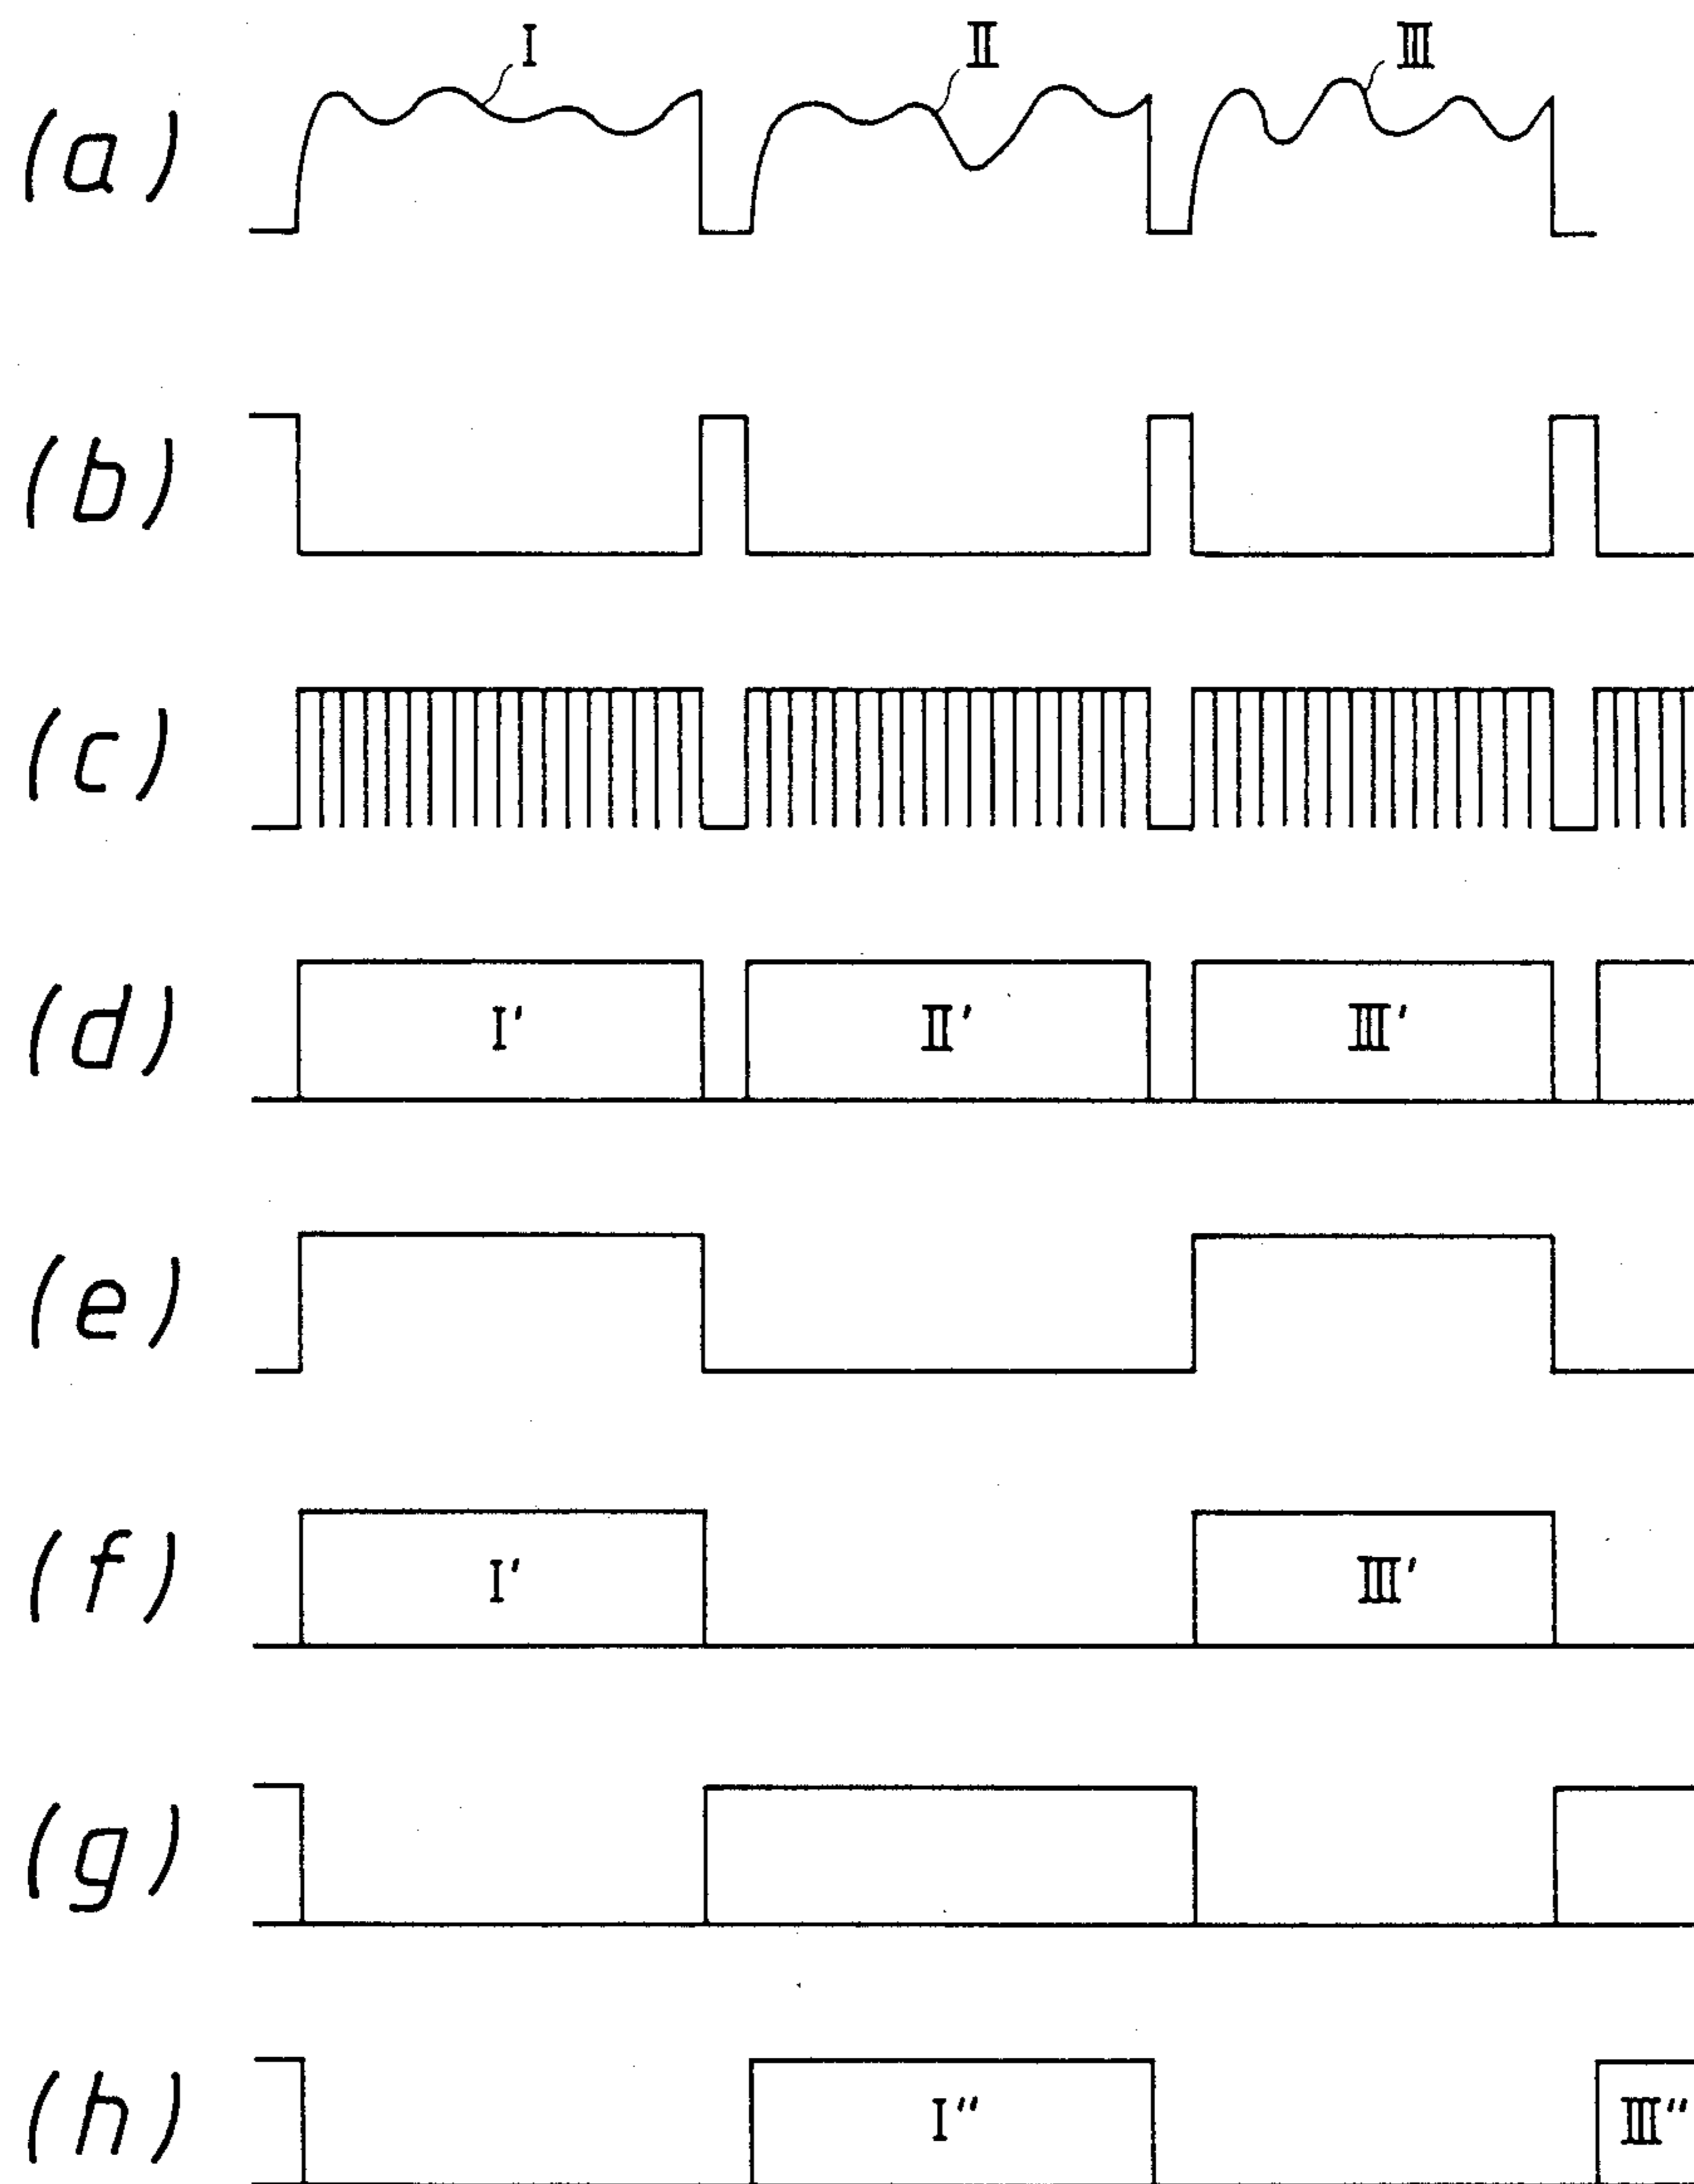 I II III
(a)
(b)
(c)
(d) I' II' III'
(e)
(f) I' III'
(g)
(h) I" III"